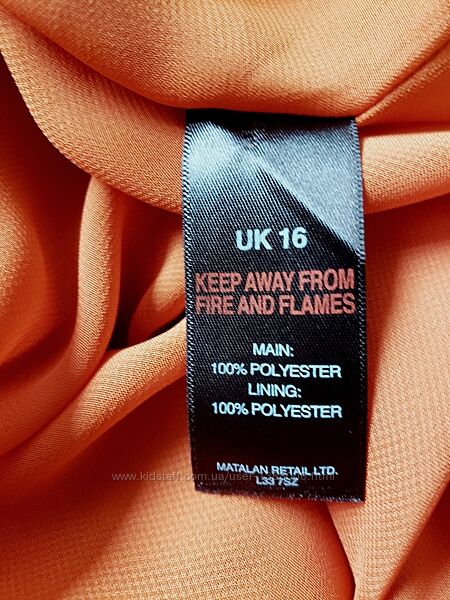 UK 16
KEEP AWAY FROM
FIRE AND FLAMES
MAIN:
100% POLYESTER
LINING:
100% POLYESTER
MATALAN RETAIL LTD.
L33 7SZ